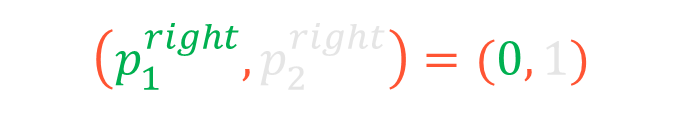 (p_1^{right}, p_2^{right}) = (0, 1)